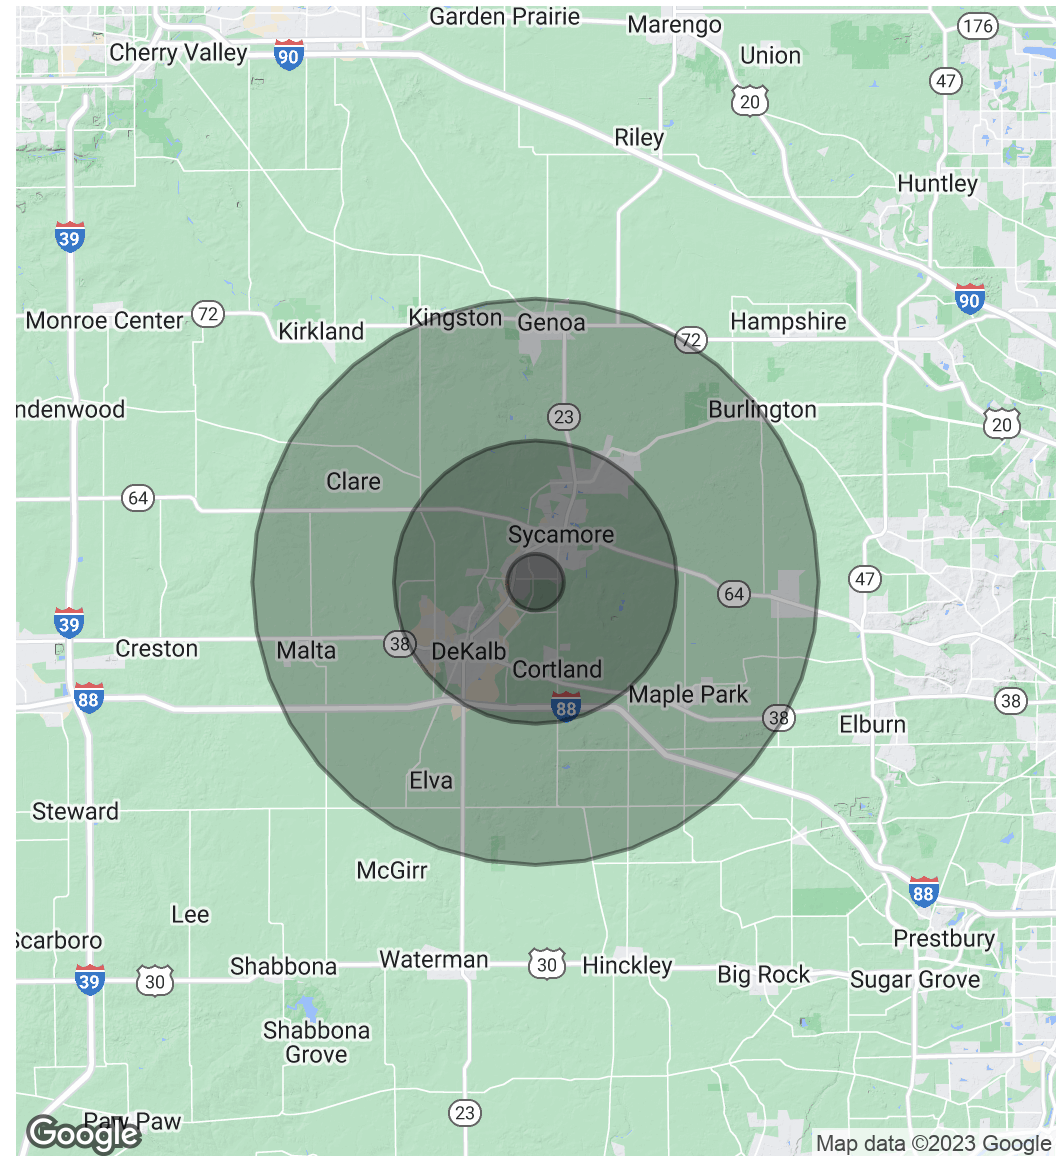 Garden Prairie
Marengo
176
Cherry Valley
90
Union
47
20
Riley
Huntley
39
90
Monroe Center
72
Kirkland
Kingston
Genoa
72
Hampshire
ndenwood
23
Burlington
20
Clare
64
Sycamore
47
64
39
Creston
Malta
38
DeKalb
Cortland
88
88
Maple Park
38
38
Elburn
Elva
Steward
McGirr
88
Lee
Scarboro
Prestbury
39
30
Shabbona
Waterman
30
Hinckley
Big Rock
Sugar Grove
Shabbona
Grove
23
Paw Paw
Google
Map data ©2023 Google